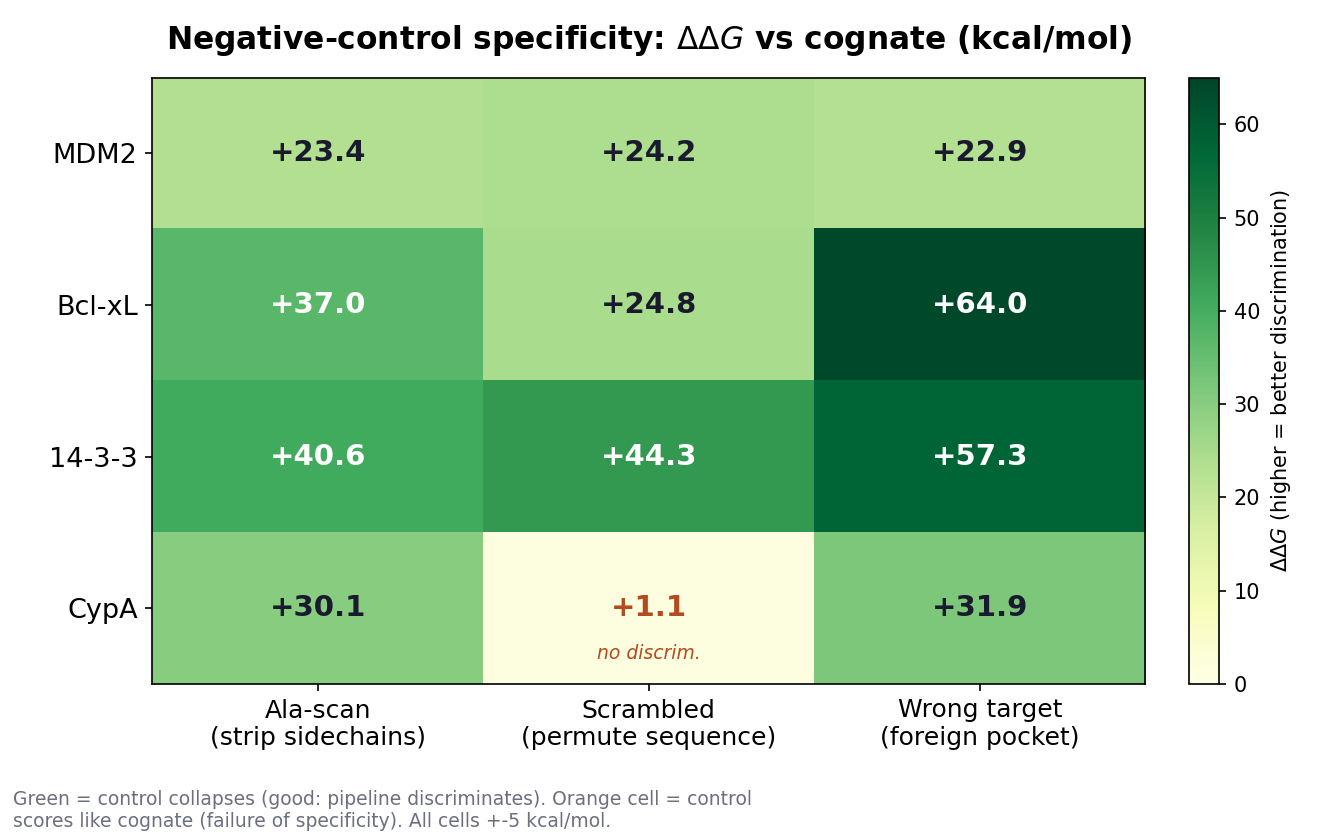 Negative-control specificity: ΔΔG vs cognate (kcal/mol)
MDM2
+23.4
+24.2
+22.9
Bcl-xL
+37.0
+24.8
+64.0
14-3-3
+40.6
+44.3
+57.3
CypA
+30.1
+1.1
no discrim.
+31.9
Ala-scan
(strip sidechains)
Scrambled
(permute sequence)
Wrong target
(foreign pocket)
60
50
40
30
20
10
0
ΔΔG (higher = better discrimination)
Green = control collapses (good: pipeline discriminates). Orange cell = control
scores like cognate (failure of specificity). All cells +-5 kcal/mol.